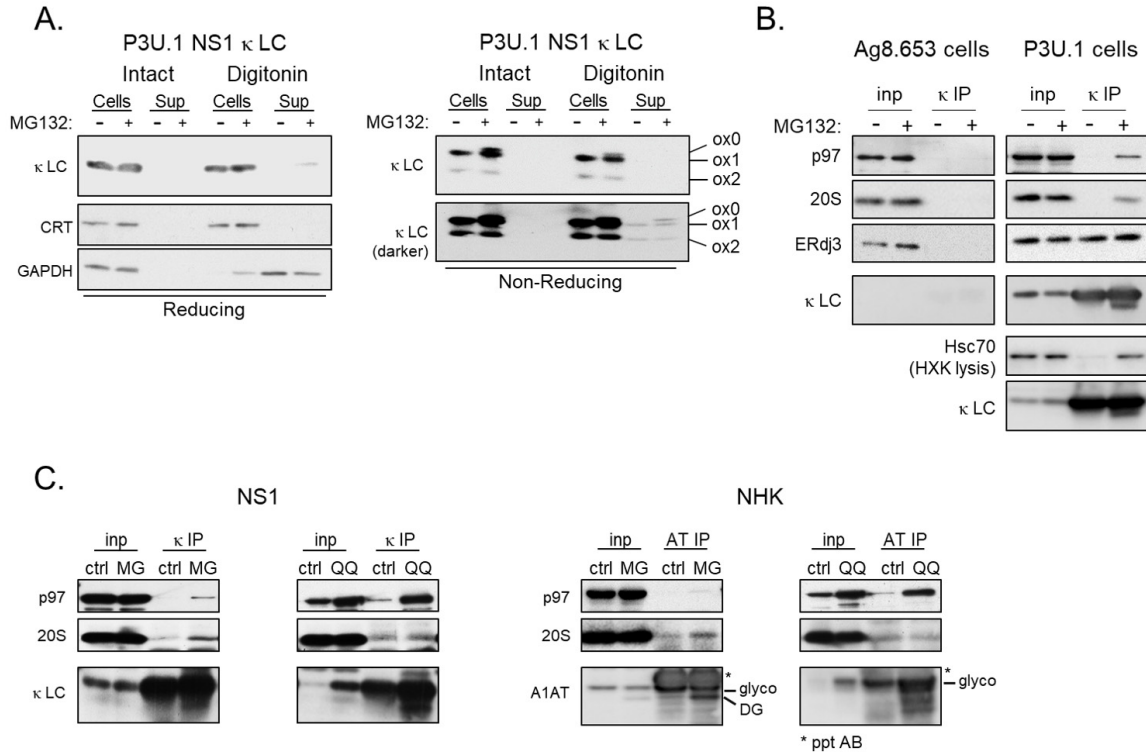 A.
P3U.1 NS1 κ LC
Intact Digitonin
Cells Sup Cells Sup
MG132: - + - + - + - +
κ LC
CRT
GAPDH
Reducing
P3U.1 NS1 κ LC
Intact Digitonin
Cells Sup Cells Sup
MG132: - + - + - + - +
κ LC
ox0
ox1
ox2
κ LC
(darker)
ox0
ox1
ox2
Non-Reducing
B.
Ag8.653 cells P3U.1 cells
inp κ IP inp κ IP
MG132: - + - + - + - +
p97
20S
ERdj3
κ LC
Hsc70
(HXK lysis)
κ LC
C.
NS1
inp κ IP inp κ IP
ctrl MG ctrl MG ctrl QQ ctrl QQ
p97
20S
κ LC
NHK
inp AT IP inp AT IP
ctrl MG ctrl MG ctrl QQ ctrl QQ
p97
20S
A1AT
*
glyco
DG
*
glyco
* ppt AB